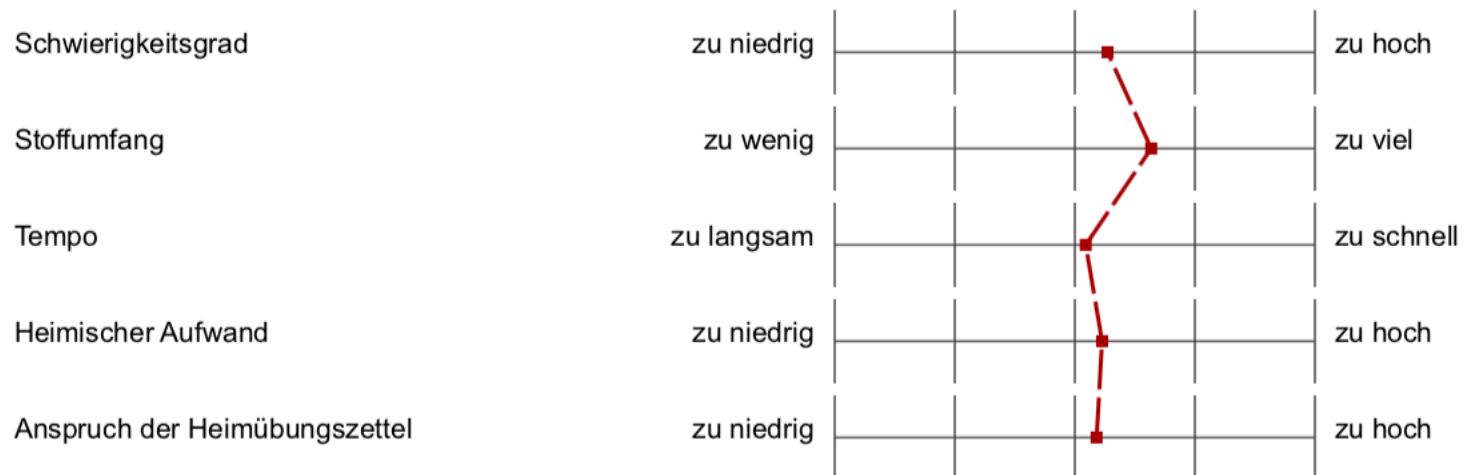 Schwierigkeitsgrad zu niedrig zu hoch
Stoffumfang zu wenig zu viel
Tempo zu langsam zu schnell
Heimischer Aufwand zu niedrig zu hoch
Anspruch der Heimübungszettel zu niedrig zu hoch